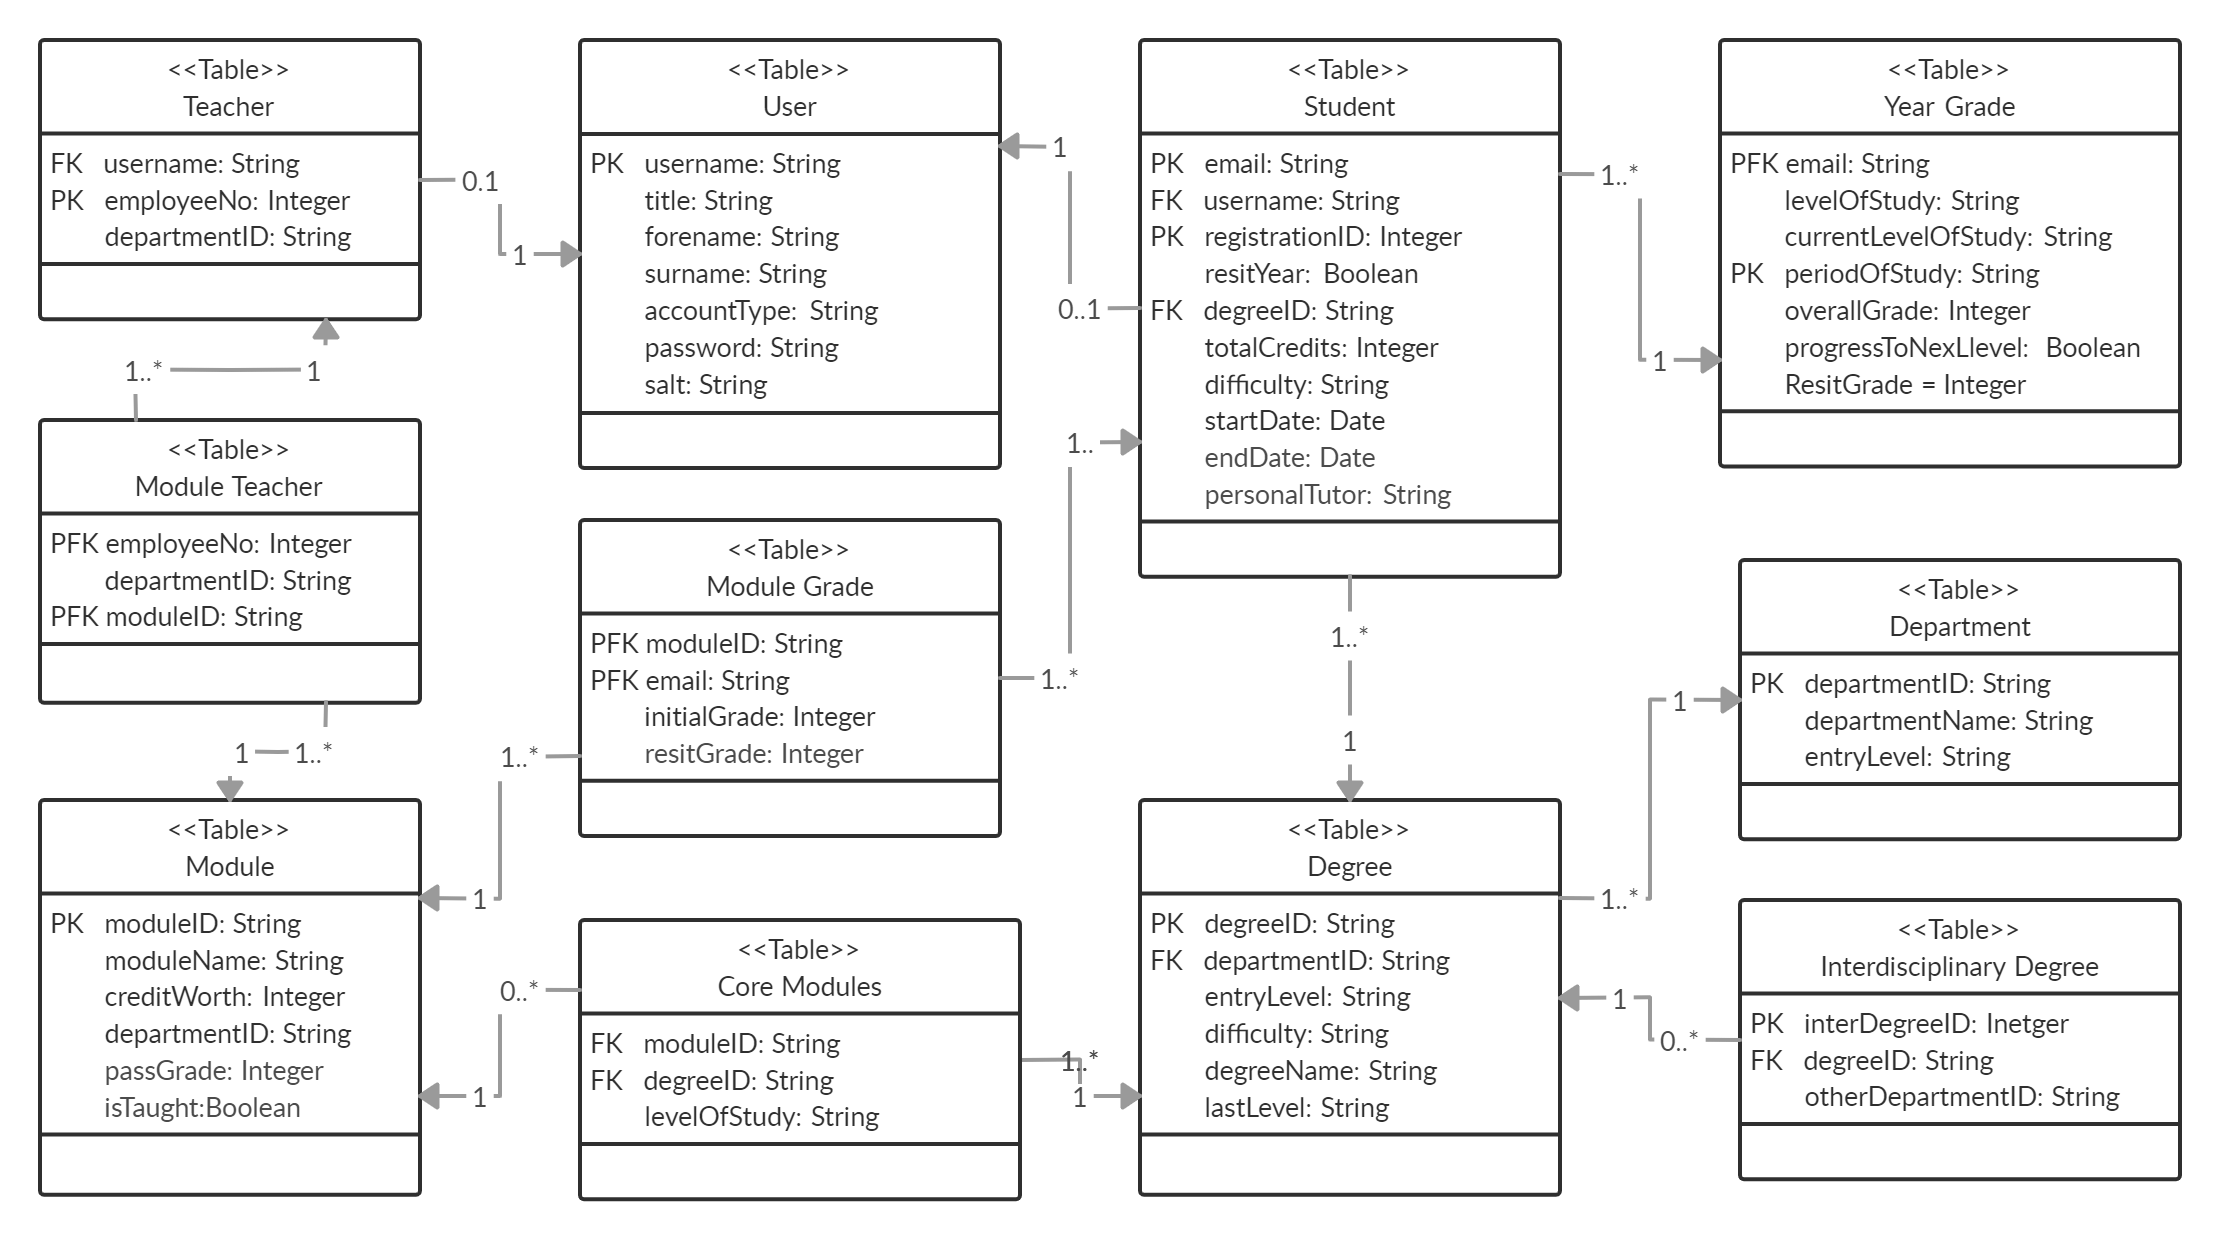 <<Table>>
Teacher
FK username: String
PK employeeNo: Integer
departmentID: String
0.1
1
<<Table>>
User
PK username: String
title: String
forename: String
surname: String
accountType: String
password: String
salt: String
1
0..1
<<Table>>
Student
PK email: String
FK username: String
PK registrationID: Integer
resitYear: Boolean
FK degreeID: String
totalCredits: Integer
difficulty: String
startDate: Date
endDate: Date
personalTutor: String
1..*
1
<<Table>>
Year Grade
PFK email: String
levelOfStudy: String
currentLevelOfStudy: String
PK periodOfStudy: String
overallGrade: Integer
progressToNexLlevel: Boolean
ResitGrade = Integer
1..*
1
<<Table>>
Module Teacher
PFK employeeNo: Integer
departmentID: String
PFK moduleID: String
1
1..*
<<Table>>
Module Grade
PFK moduleID: String
PFK email: String
initialGrade: Integer
resitGrade: Integer
1..
1..*
1..*
1
1..*
1
<<Table>>
Department
PK departmentID: String
departmentName: String
entryLevel: String
1
1..*
<<Table>>
Module
PK moduleID: String
moduleName: String
creditWorth: Integer
departmentID: String
passGrade: Integer
isTaught:Boolean
0..*
1
<<Table>>
Core Modules
FK moduleID: String
FK degreeID: String
levelOfStudy: String
1..*
1
<<Table>>
Degree
PK degreeID: String
FK departmentID: String
entryLevel: String
difficulty: String
degreeName: String
lastLevel: String
1
0..*
<<Table>>
Interdisciplinary Degree
PK interDegreeID: Inetger
FK degreeID: String
otherDepartmentID: String